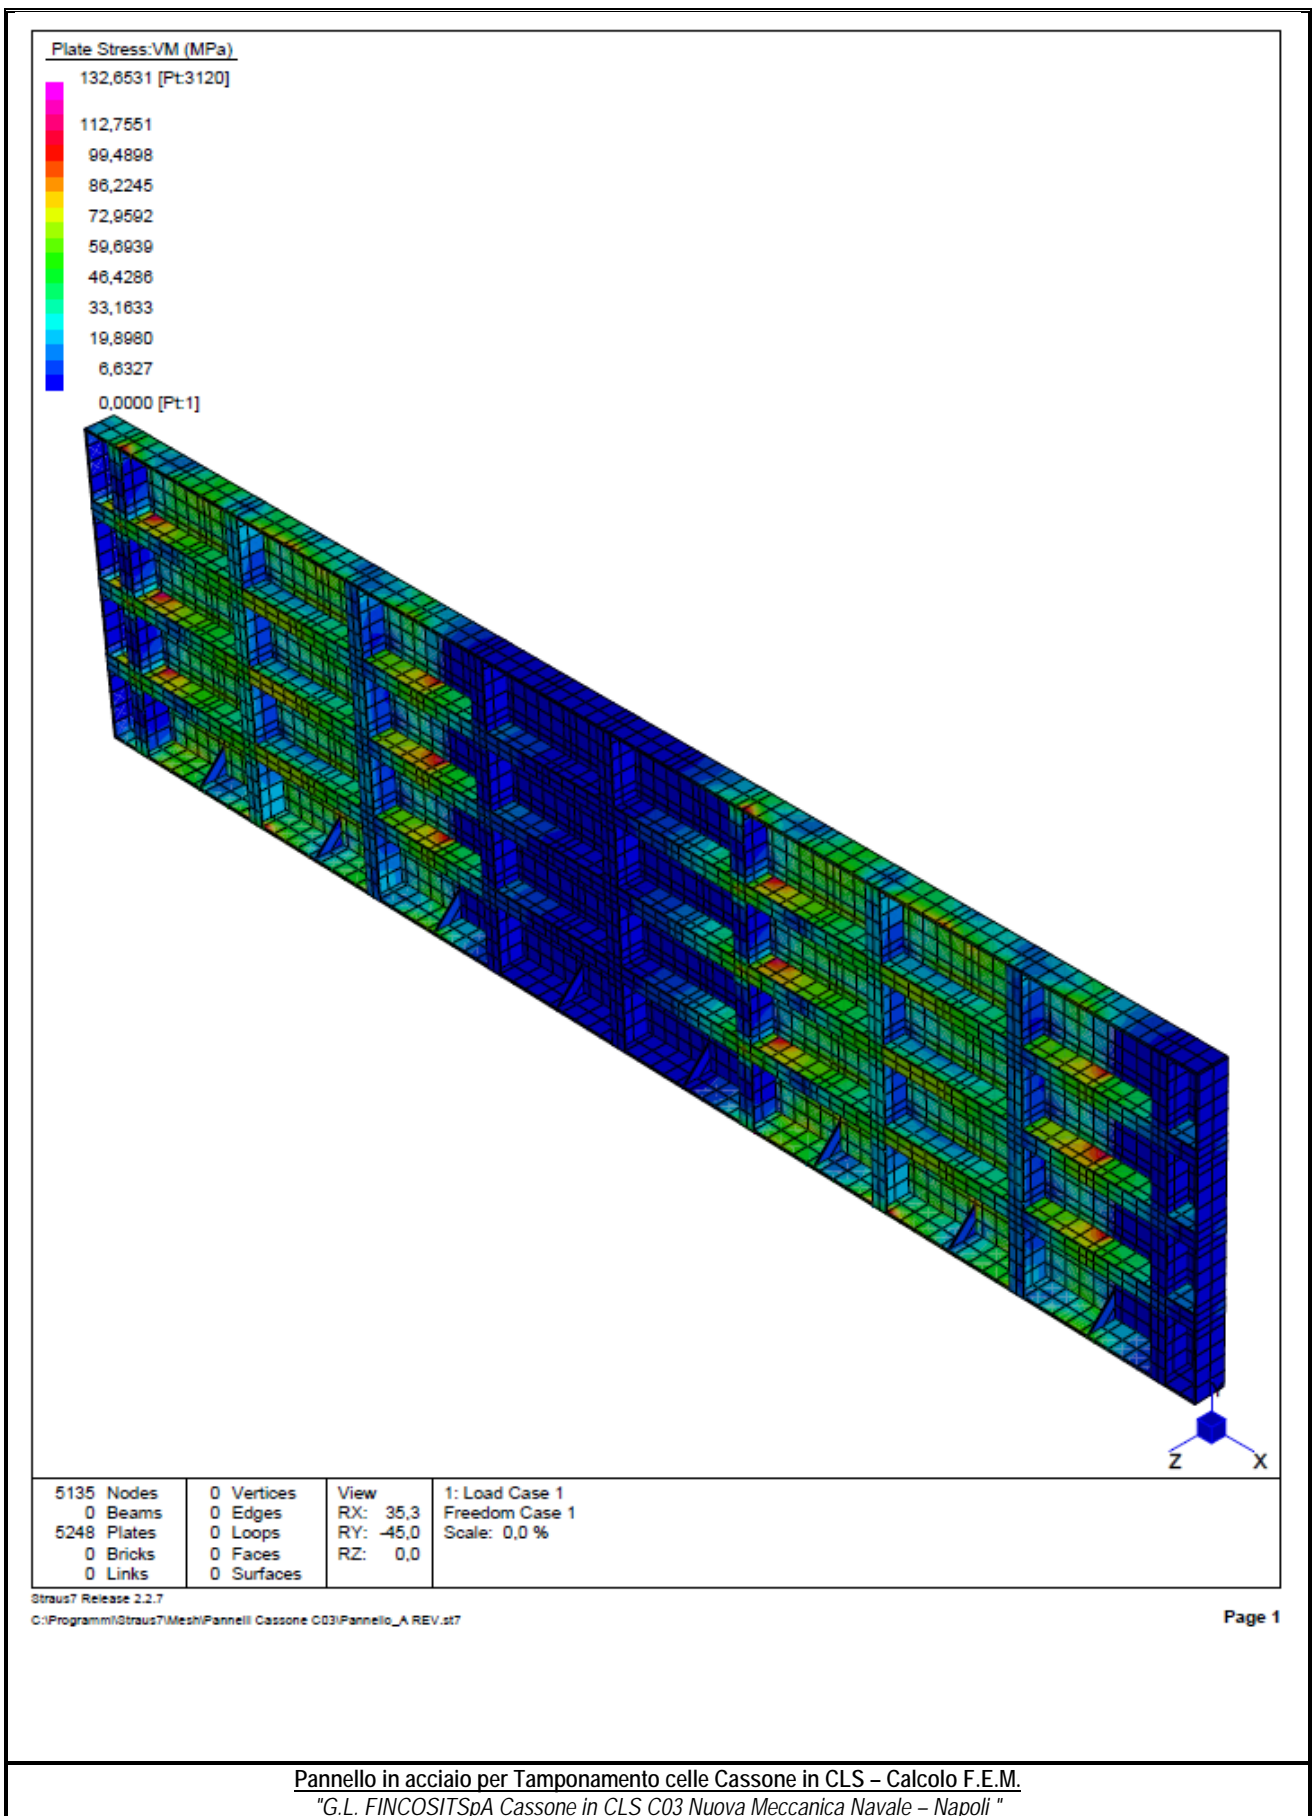 Plate Stress:VM (MPa)
132,6531 [Pt:3120]
112,7551
99,4898
86,2245
72,9592
59,6939
46,4286
33,1633
19,8980
6,6327
0,0000 [Pt:1]
Z
X
5135 Nodes
0 Beams
5248 Plates
0 Bricks
0 Links
0 Vertices
0 Edges
0 Loops
0 Faces
0 Surfaces
View
RX: 35,3
RY: -45,0
RZ: 0,0
1: Load Case 1
Freedom Case 1
Scale: 0,0 %
Straus7 Release 2.2.7
C:\Programmi\Straus7\Mesh\Pannelli Cassone C03\Pannello_A REV.st7
Page 1
Pannello in acciaio per Tamponamento celle Cassone in CLS – Calcolo F.E.M.
"G.L. FINCOSITSpA Cassone in CLS C03 Nuova Meccanica Navale – Napoli "